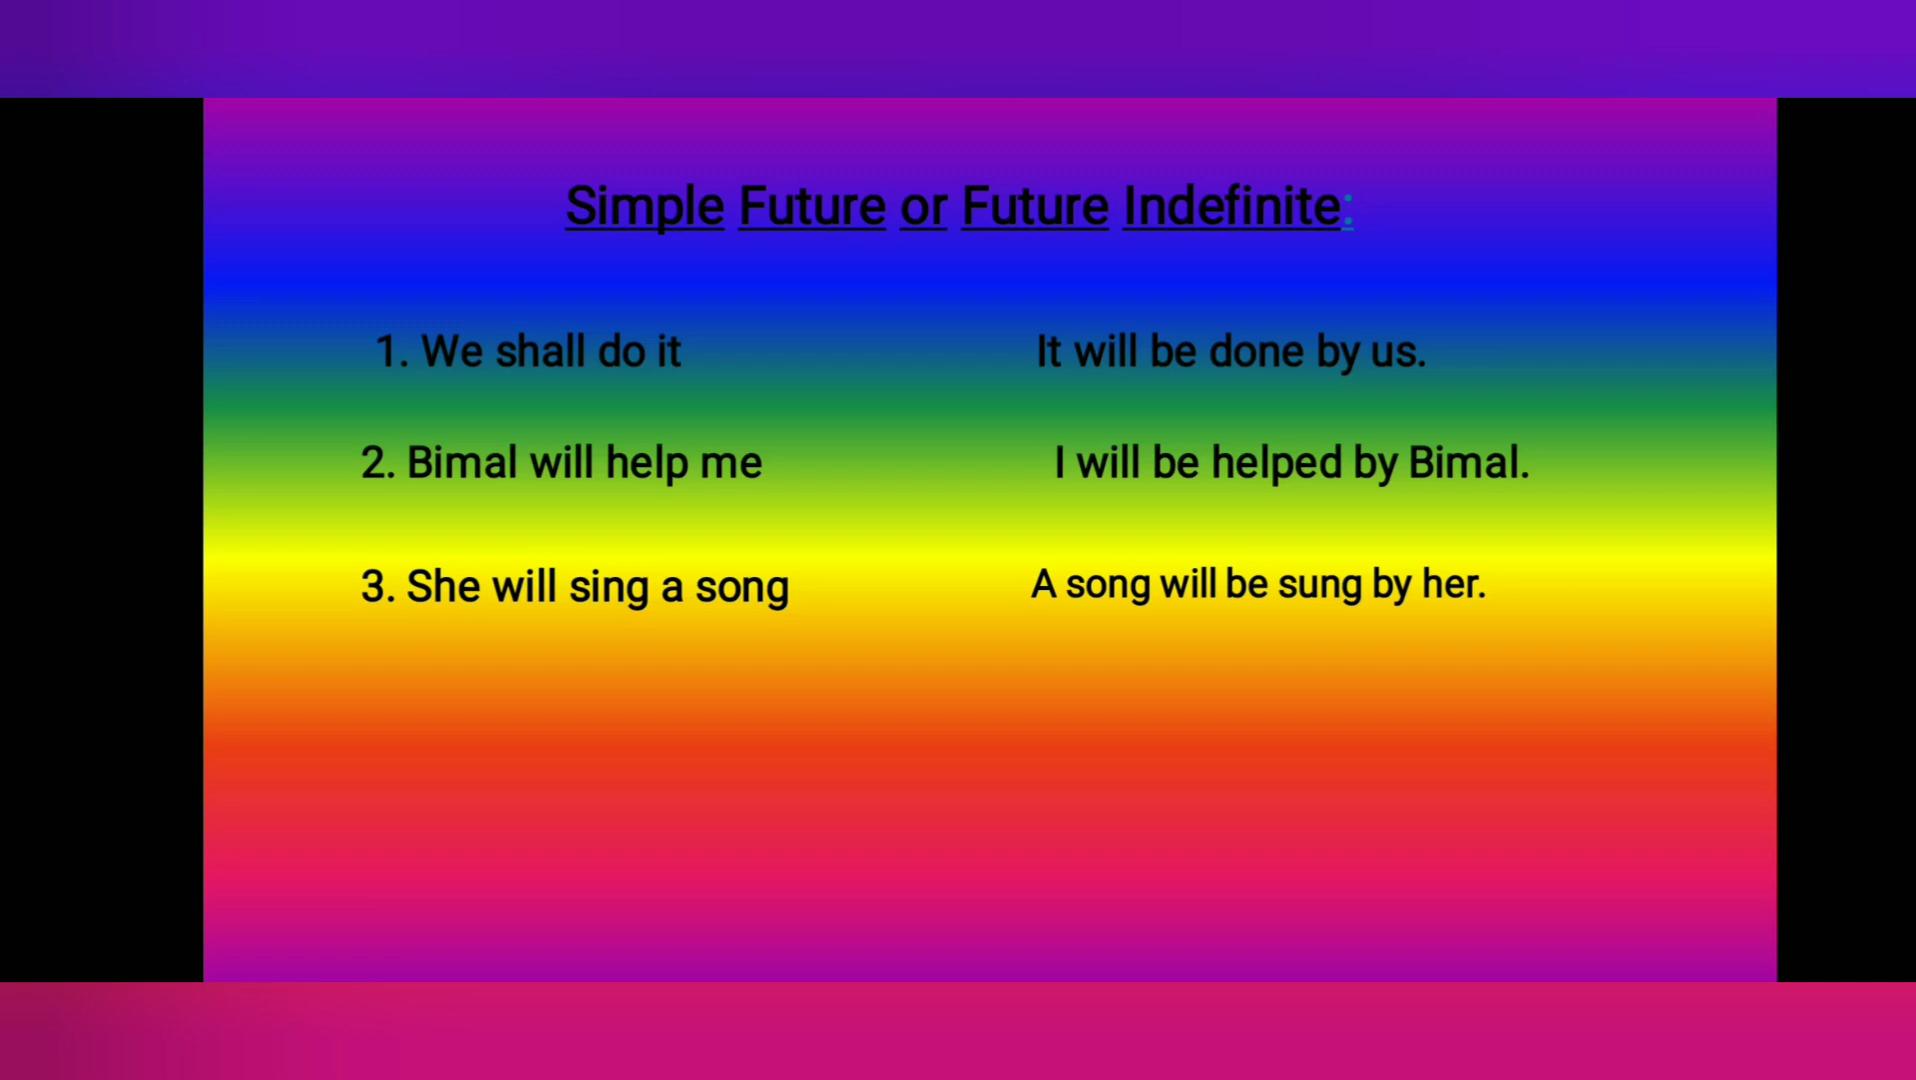 Simple Future or Future Indefinite:
1. We shall do it It will be done by us.
2. Bimal will help me I will be helped by Bimal.
3. She will sing a song A song will be sung by her.